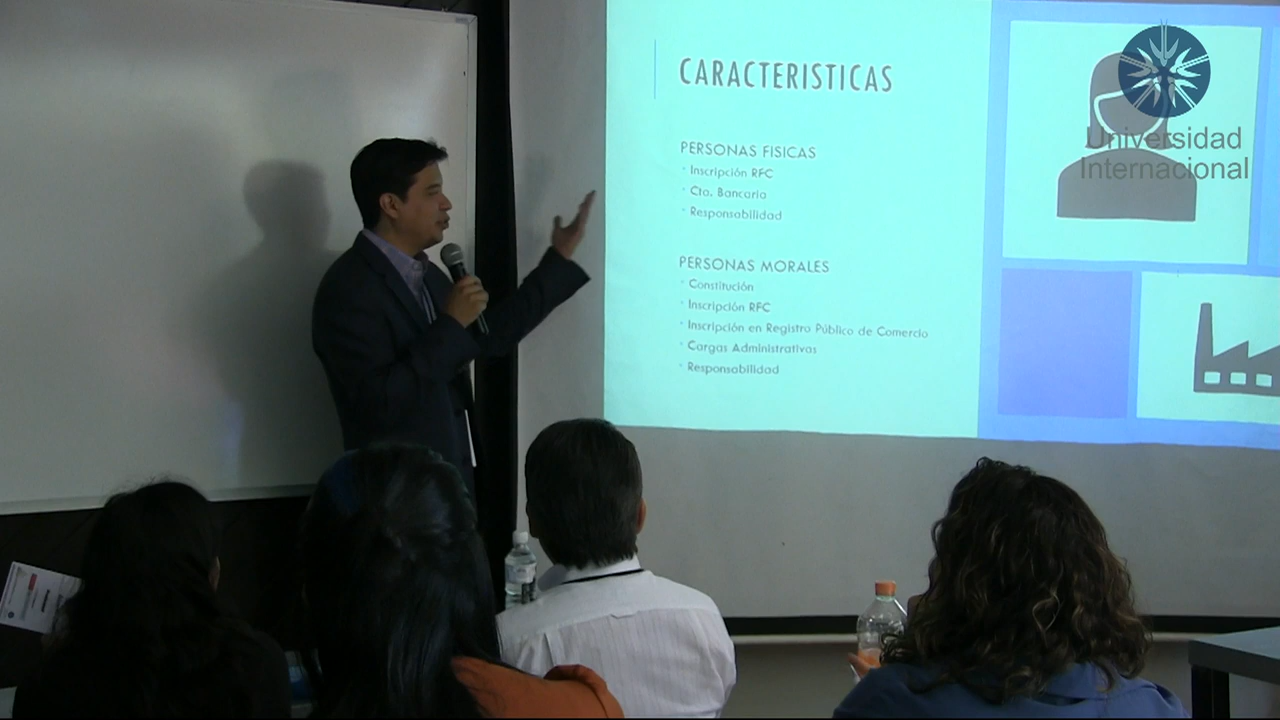 CARACTERISTICAS
PERSONAS FISICAS
Inscripción RFC
Cta. Bancaria
Responsabilidad
PERSONAS MORALES
Constitución
Inscripción RFC
Inscripción en Registro Público de Comercio
Cargas Administrativas
Responsabilidad
Universidad
Internacional